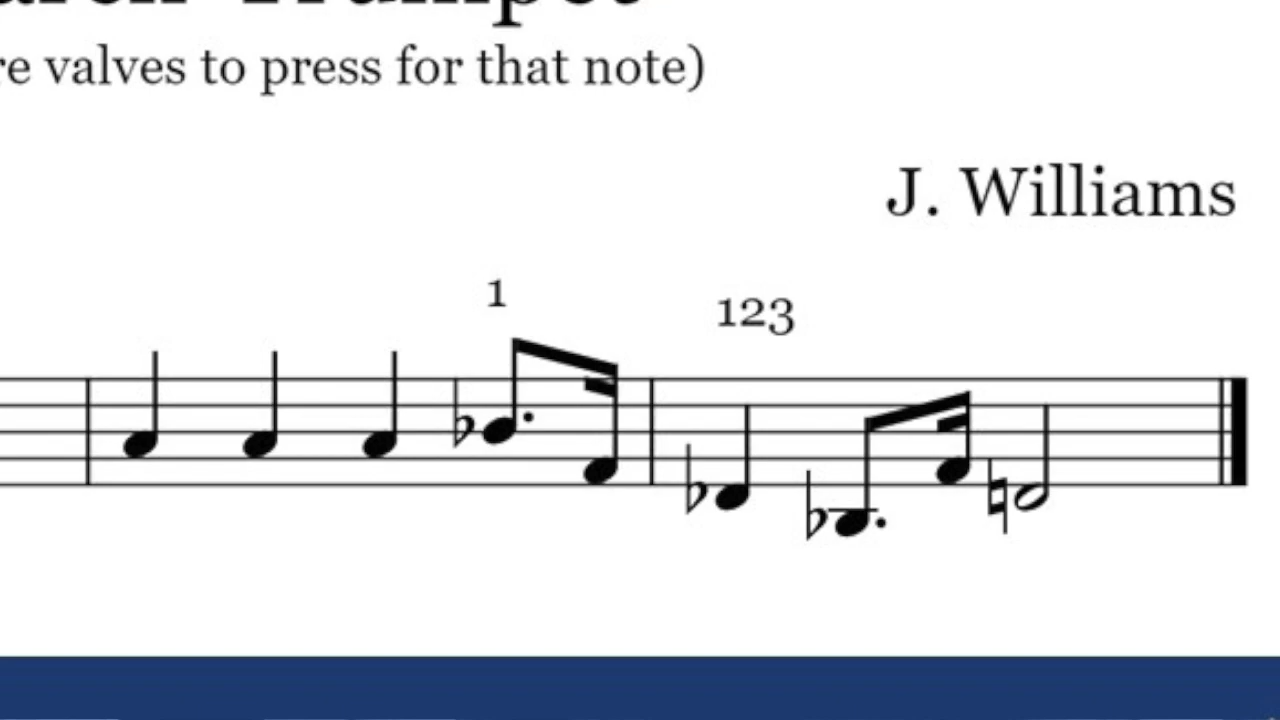 re valves to press for that note)
J. Williams
1
123